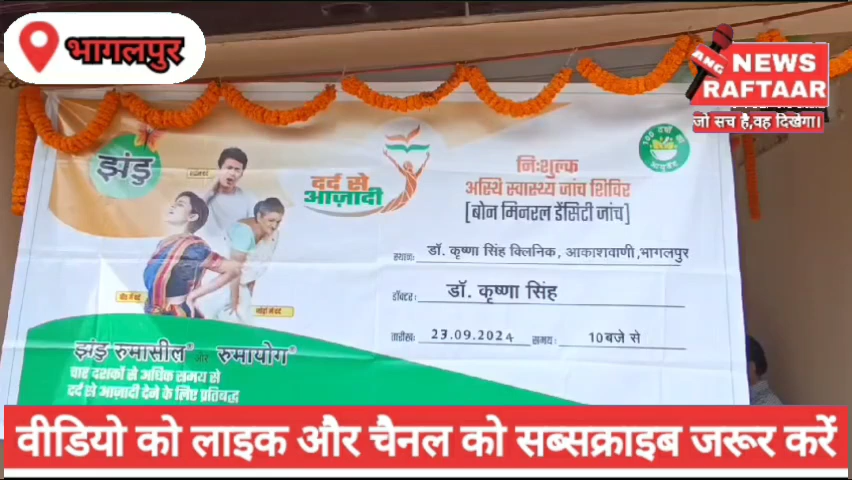 भागलपुर
ANG
NEWS
RAFTAAR
जो सच है,वह दिखेगा।
झंडु
दर्द से
आज़ादी
निःशुल्क
अस्थि स्वास्थ्य जांच शिविर
[बोन मिनरल डेंसिटी जांच]
स्थानः डॉ. कृष्णा सिंह क्लिनिक, आकाशवाणी,भागलपुर
डॉक्टर : डॉ. कृष्णा सिंह
तारीखः 23.09.2024 समयः 10 बजे से
झंडु रुमासील® और रुमायोग®
चार दशकों से अधिक समय से
दर्द से आज़ादी देने के लिए प्रतिबद्ध
वीडियो को लाइक और चैनल को सब्सक्राइब जरूर करें